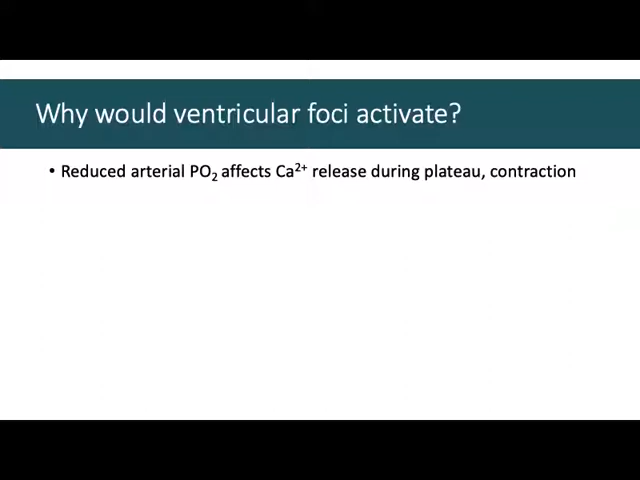 Why would ventricular foci activate?
• Reduced arterial PO₂ affects Ca²⁺ release during plateau, contraction